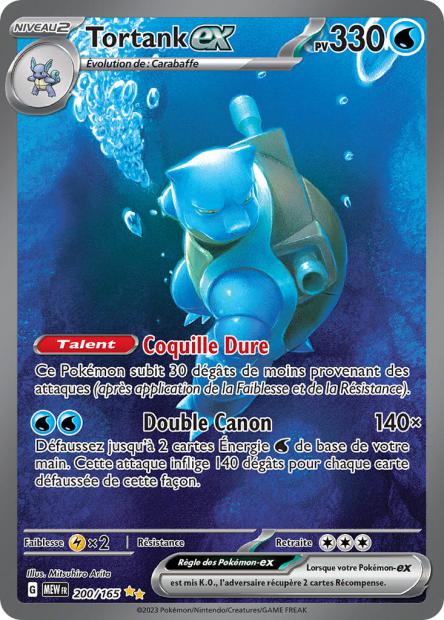 NIVEAU 2
Tortank ex
PV 330
Évolution de : Carabaffe
Talent Coquille Dure
Ce Pokémon subit 30 dégâts de moins provenant des
attaques (après application de la Faiblesse et de la Résistance).
Double Canon 140×
Défaussez jusqu'à 2 cartes Énergie de base de votre
main. Cette attaque inflige 140 dégâts pour chaque carte
défaussée de cette façon.
Faiblesse ×2 Résistance Retraite
Illus. Mitsuhiro Arita
Règle des Pokémon-ex Lorsque votre Pokémon-ex
est mis K.O., l'adversaire récupère 2 cartes Récompense.
G MEW FR 200/165
©2023 Pokémon/Nintendo/Creatures/GAME FREAK